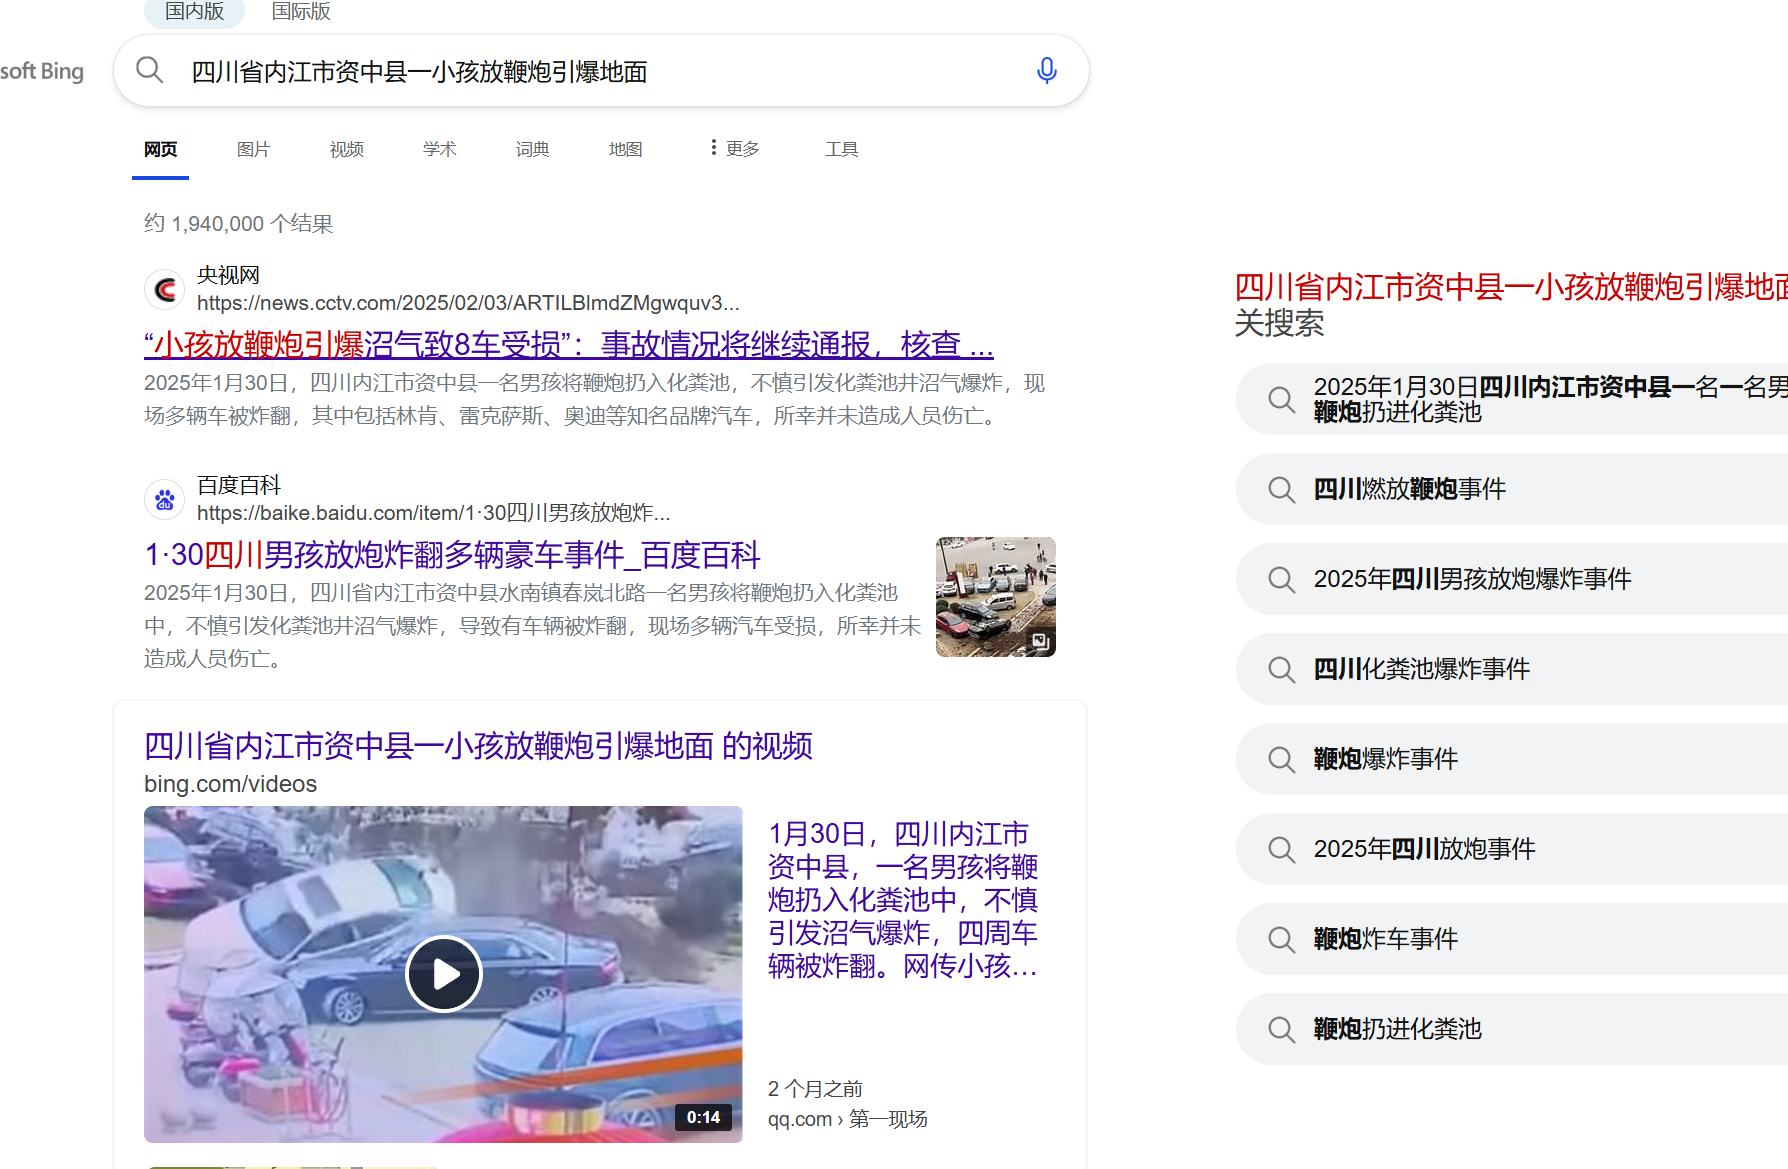 国内版
国际版
soft Bing
四川省内江市资中县一小孩放鞭炮引爆地面
网页
图片
视频
学术
词典
地图
更多
工具
约 1,940,000 个结果
央视网
https://news.cctv.com/2025/02/03/ARTILBlmdZMgwquv3...
“小孩放鞭炮引爆沼气致8车受损”：事故情况将继续通报，核查 ...
2025年1月30日，四川内江市资中县一名男孩将鞭炮扔入化粪池，不慎引发化粪池井沼气爆炸，现
场多辆车被炸翻，其中包括林肯、雷克萨斯、奥迪等知名品牌汽车，所幸并未造成人员伤亡。
百度百科
https://baike.baidu.com/item/1·30四川男孩放炮炸...
1·30四川男孩放炮炸翻多辆豪车事件_百度百科
2025年1月30日，四川省内江市资中县水南镇春岚北路一名男孩将鞭炮扔入化粪池
中，不慎引发化粪池井沼气爆炸，导致有车辆被炸翻，现场多辆汽车受损，所幸并未
造成人员伤亡。
四川省内江市资中县一小孩放鞭炮引爆地面 的视频
bing.com/videos
0:14
1月30日，四川内江市
资中县，一名男孩将鞭
炮扔入化粪池中，不慎
引发沼气爆炸，四周车
辆被炸翻。网传小孩...
2 个月之前
qq.com › 第一现场
四川省内江市资中县一小孩放鞭炮引爆地面
关搜索
2025年1月30日四川内江市资中县一名一名男
鞭炮扔进化粪池
四川燃放鞭炮事件
2025年四川男孩放炮爆炸事件
四川化粪池爆炸事件
鞭炮爆炸事件
2025年四川放炮事件
鞭炮炸车事件
鞭炮扔进化粪池